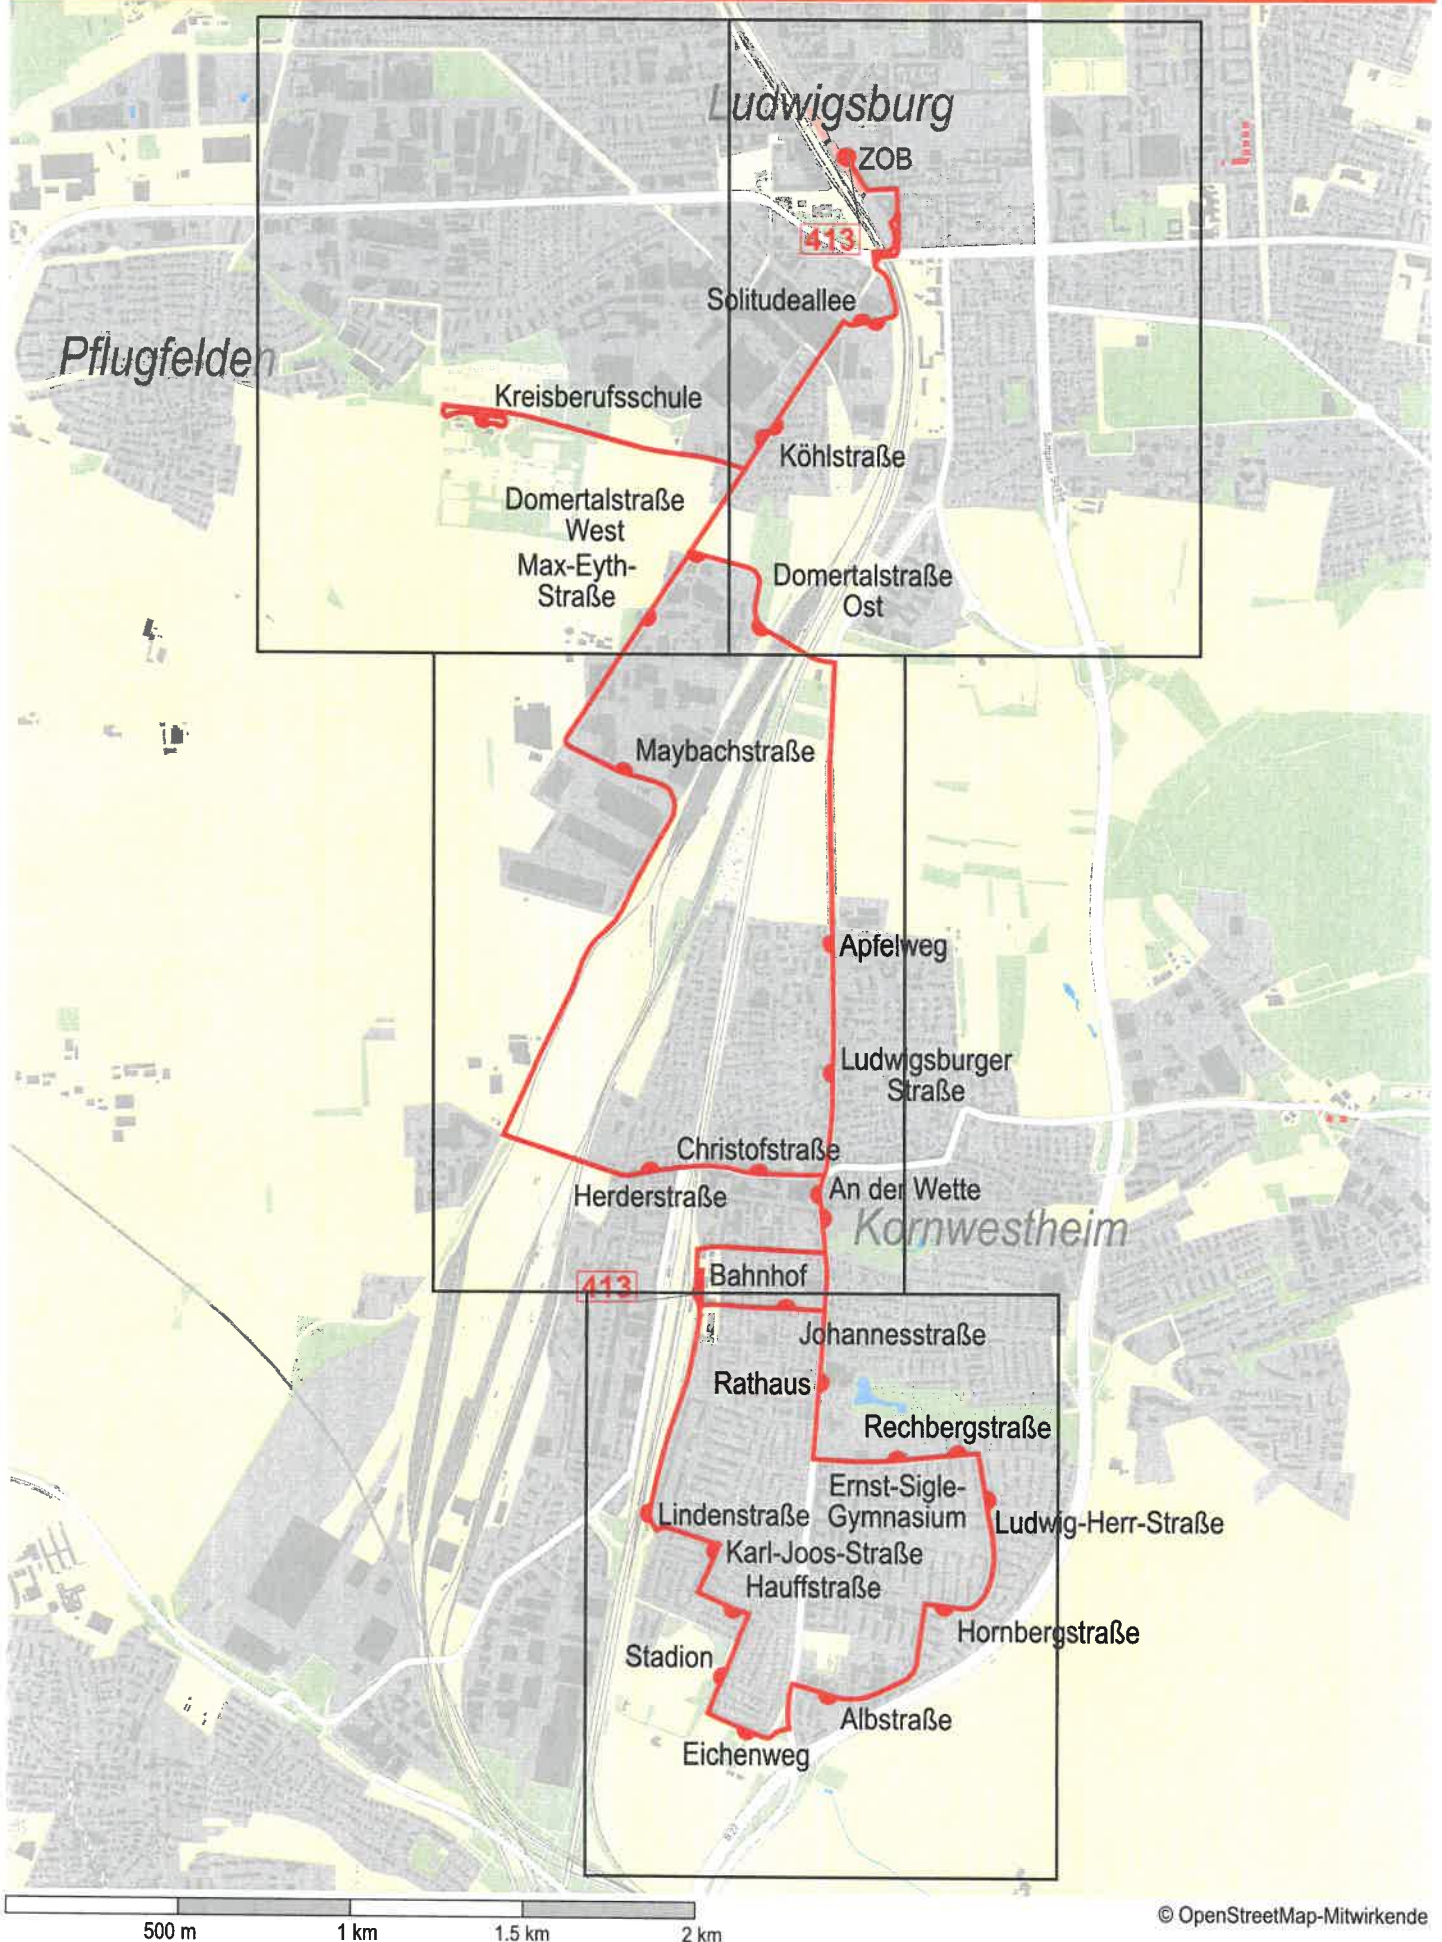 Ludwigsburg
ZOB
413
Solitudeallee
Pflugfelden
Kreisberufsschule
Köhlstraße
Domertalstraße
West
Max-Eyth-
Straße
Domertalstraße
Ost
Maybachstraße
Apfelweg
Ludwigsburger
Straße
Christofstraße
Herderstraße
An der Wette
Kornwestheim
Bahnhof
413
Johannesstraße
Rathaus
Rechbergstraße
Ernst-Sigle-
Gymnasium
Lindenstraße
Ludwig-Herr-Straße
Karl-Joos-Straße
Hauffstraße
Hornbergstraße
Stadion
Albstraße
Eichenweg
B 27
500 m
1 km
1.5 km
2 km
© OpenStreetMap-Mitwirkende